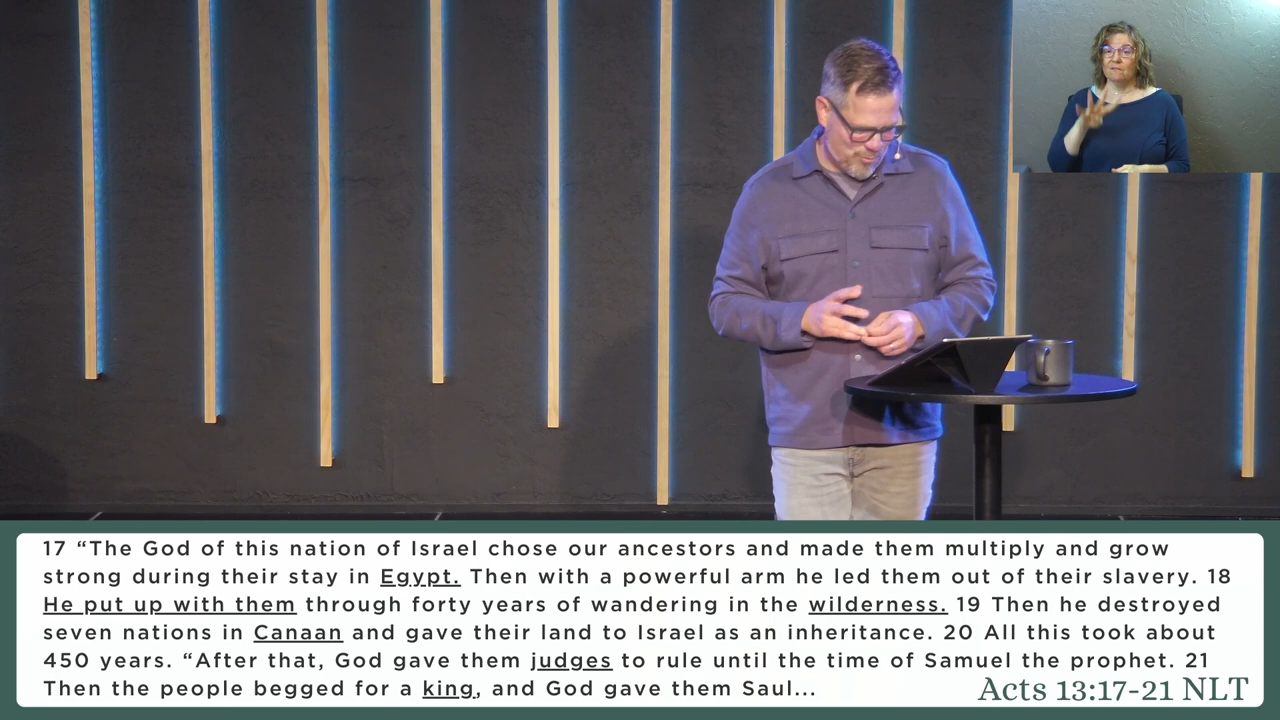 17 “The God of this nation of Israel chose our ancestors and made them multiply and grow
strong during their stay in Egypt. Then with a powerful arm he led them out of their slavery. 18
He put up with them through forty years of wandering in the wilderness. 19 Then he destroyed
seven nations in Canaan and gave their land to Israel as an inheritance. 20 All this took about
450 years. “After that, God gave them judges to rule until the time of Samuel the prophet. 21
Then the people begged for a king, and God gave them Saul...
Acts 13:17-21 NLT